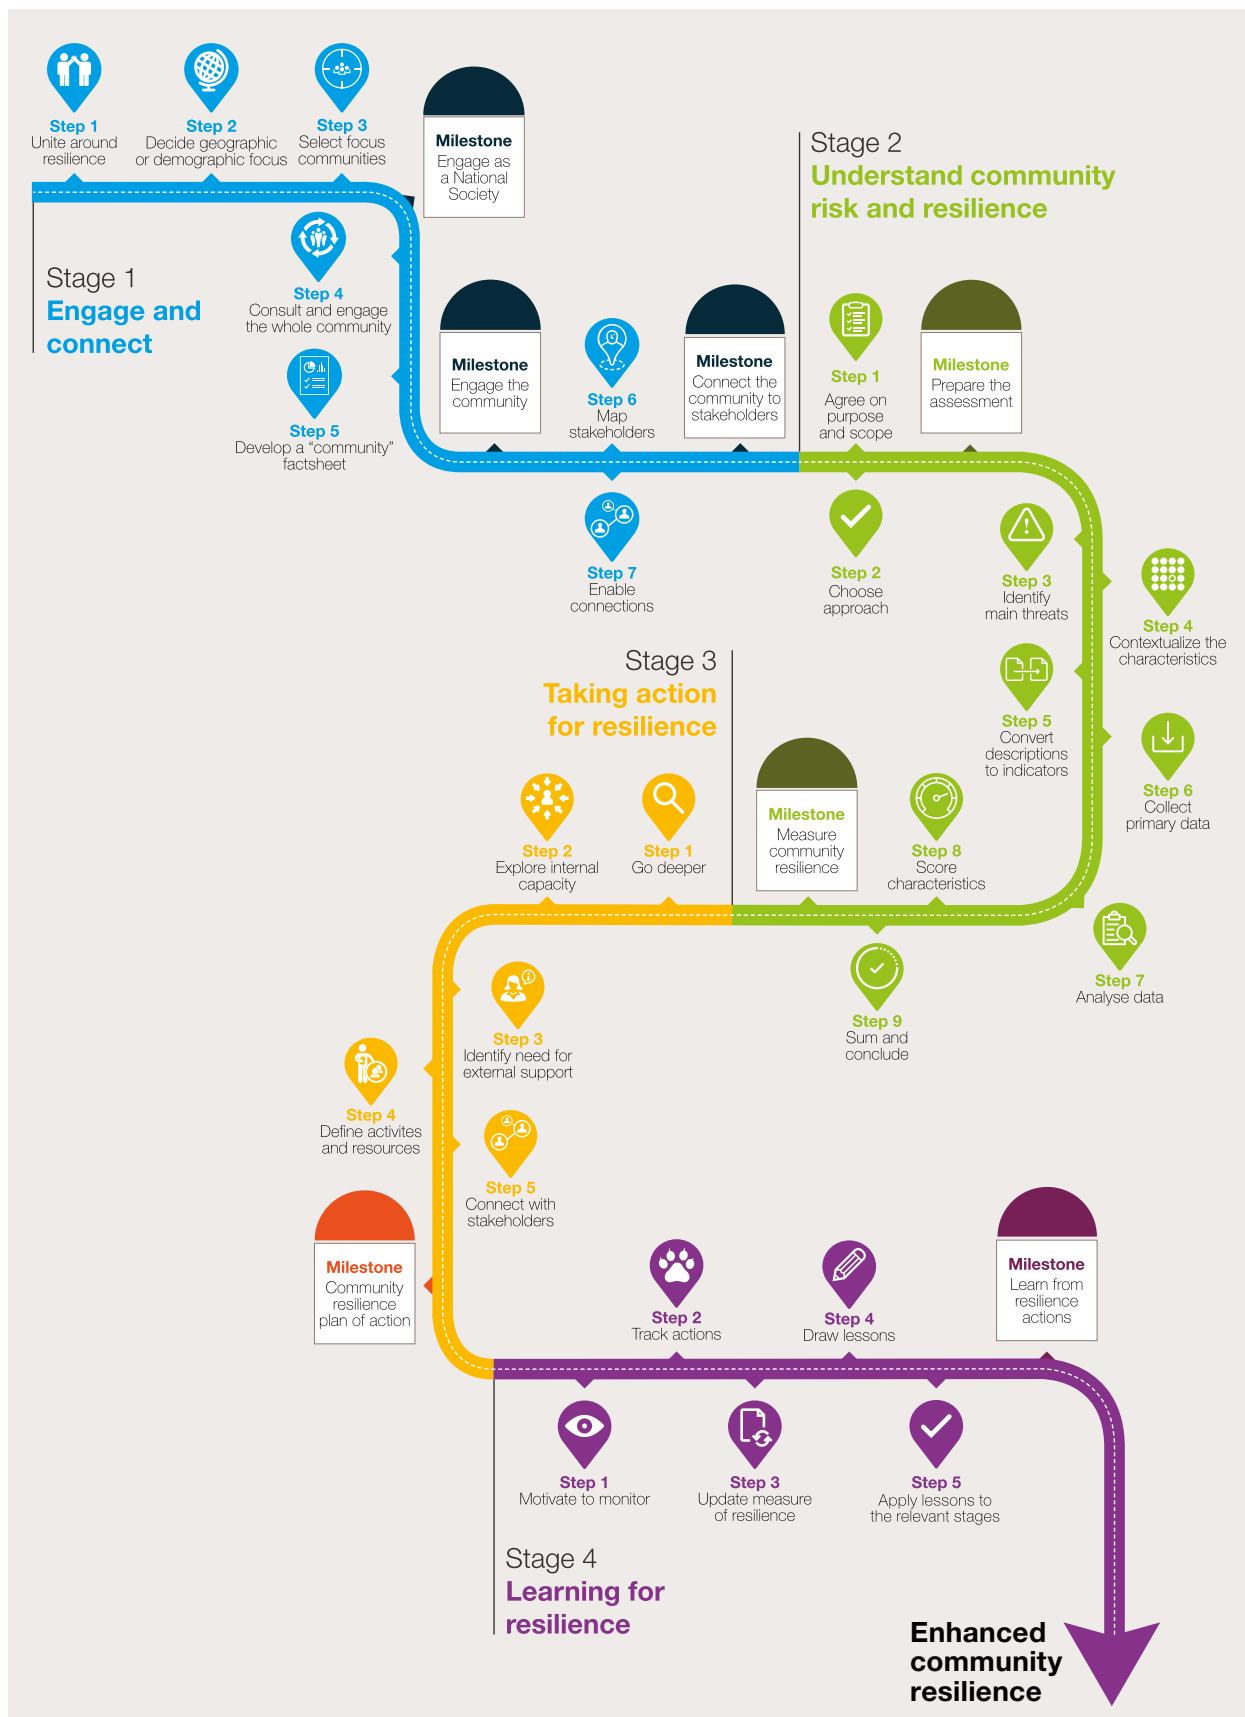 Step 1
Unite around
resilience
Step 2
Decide geographic
or demographic focus
Step 3
Select focus
communities
Milestone
Engage as
a National
Society
Stage 1
Engage and
connect
Step 4
Consult and engage
the whole community
Step 5
Develop a “community”
factsheet
Milestone
Engage the
community
Step 6
Map
stakeholders
Milestone
Connect the
community to
stakeholders
Step 7
Enable
connections
Stage 2
Understand community
risk and resilience
Step 1
Agree on
purpose
and scope
Milestone
Prepare the
assessment
Step 2
Choose
approach
Step 3
Identify
main threats
Step 4
Contextualize the
characteristics
Step 5
Convert
descriptions
to indicators
Step 6
Collect
primary data
Step 7
Analyse data
Step 8
Score
characteristics
Step 9
Sum and
conclude
Milestone
Measure
community
resilience
Stage 3
Taking action
for resilience
Step 1
Go deeper
Step 2
Explore internal
capacity
Step 3
Identify need for
external support
Step 4
Define activites
and resources
Step 5
Connect with
stakeholders
Milestone
Community
resilience
plan of action
Stage 4
Learning for
resilience
Step 1
Motivate to monitor
Step 2
Track actions
Step 3
Update measure
of resilience
Step 4
Draw lessons
Step 5
Apply lessons to
the relevant stages
Milestone
Learn from
resilience
actions
Enhanced
community
resilience